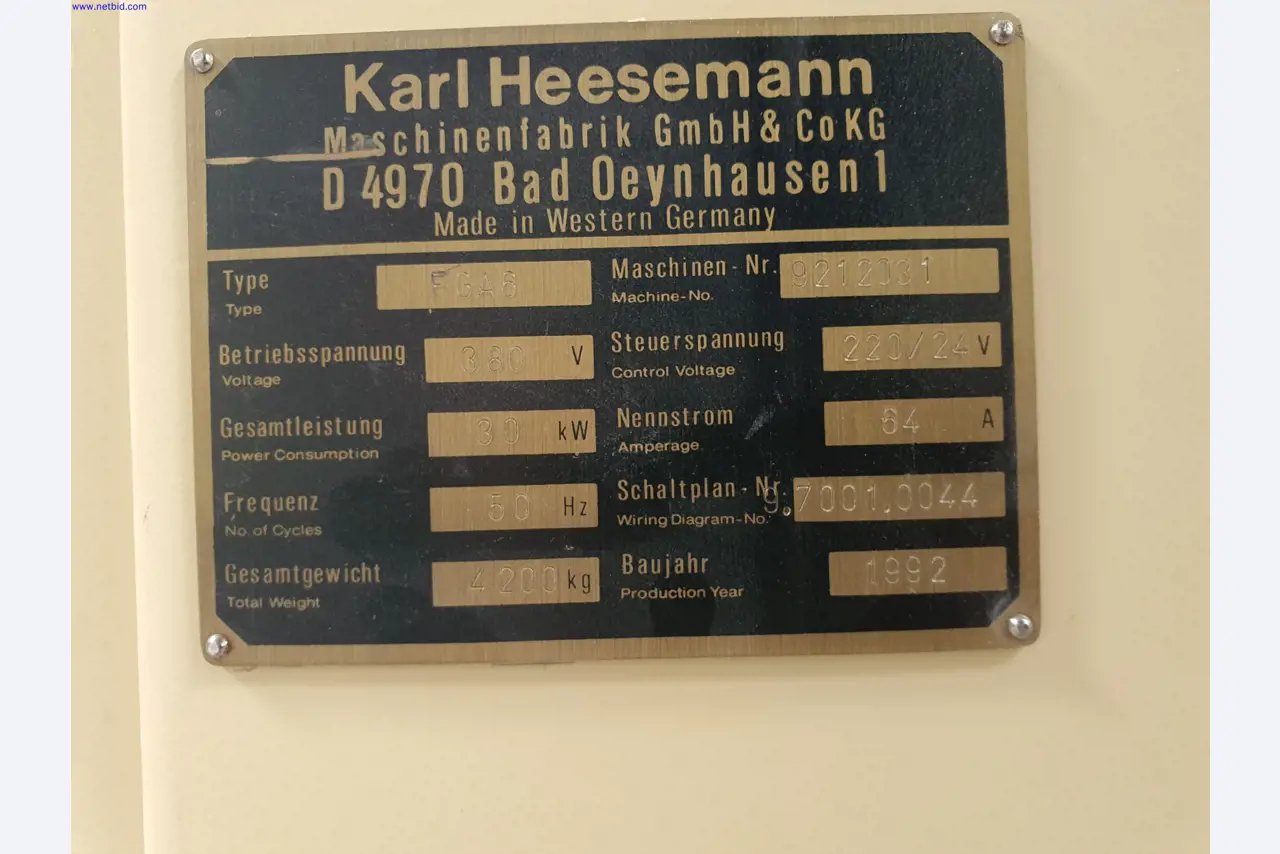 www.netbid.com
Karl Heesemann
Maschinenfabrik GmbH & Co KG
D 4970 Bad Oeynhausen 1
Made in Western Germany
Type FGA6
Type
Maschinen-Nr. 9212031
Machine-No.
Betriebsspannung 380 V
Voltage
Steuerspannung 220/24 V
Control Voltage
Gesamtleistung 30 kW
Power Consumption
Nennstrom 64 A
Amperage
Frequenz 50 Hz
No. of Cycles
Schaltplan-Nr. 9.7001.0044
Wiring Diagram-No.
Gesamtgewicht 4200 kg
Total Weight
Baujahr 1992
Production Year